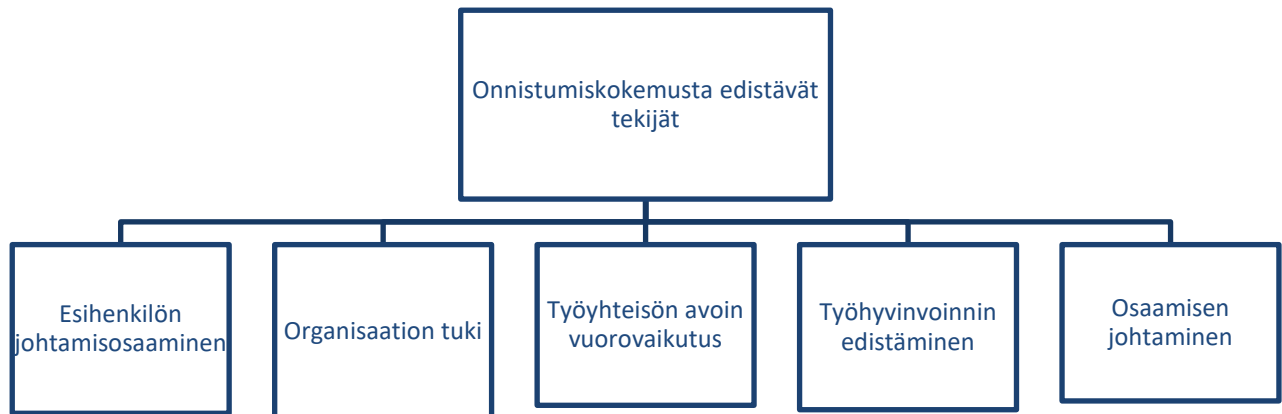 Onnistumiskokemusta edistävät
tekijät
Esihenkilön
johtamisosaaminen
Organisaation tuki
Työyhteisön avoin
vuorovaikutus
Työhyvinvoinnin
edistäminen
Osaamisen
johtaminen